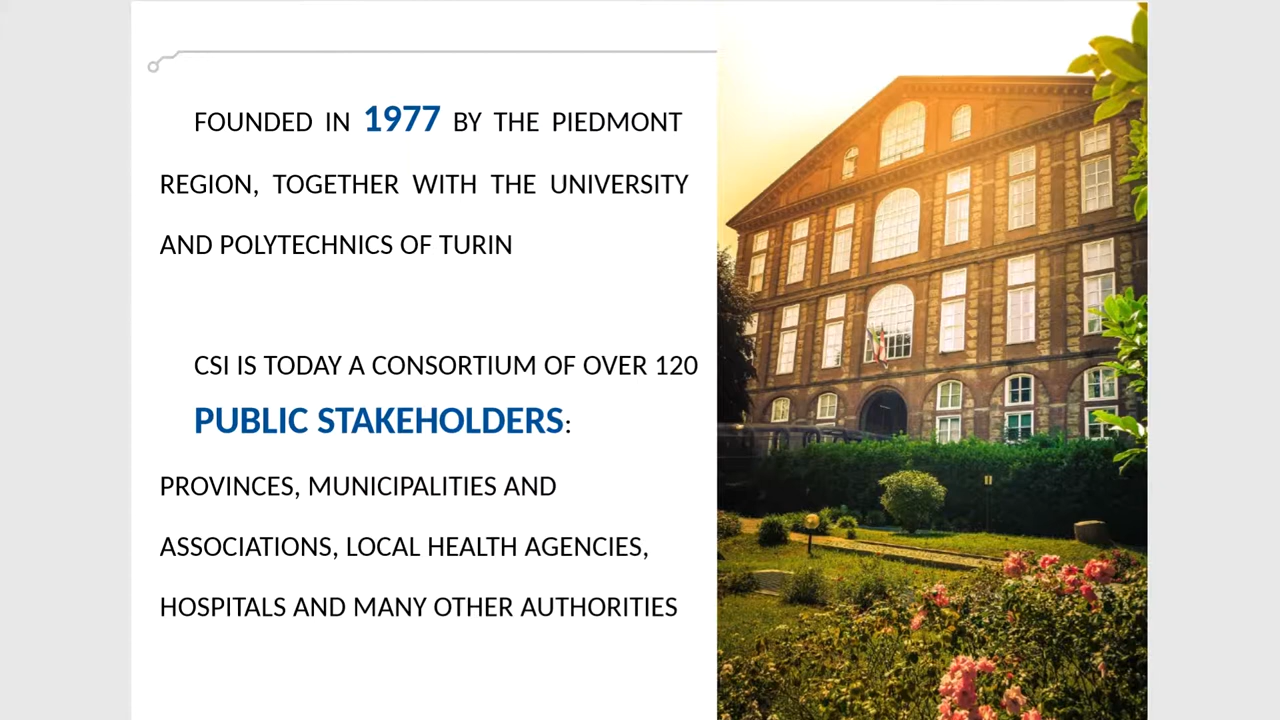 FOUNDED IN 1977 BY THE PIEDMONT
REGION, TOGETHER WITH THE UNIVERSITY
AND POLYTECHNICS OF TURIN
CSI IS TODAY A CONSORTIUM OF OVER 120
PUBLIC STAKEHOLDERS:
PROVINCES, MUNICIPALITIES AND
ASSOCIATIONS, LOCAL HEALTH AGENCIES,
HOSPITALS AND MANY OTHER AUTHORITIES